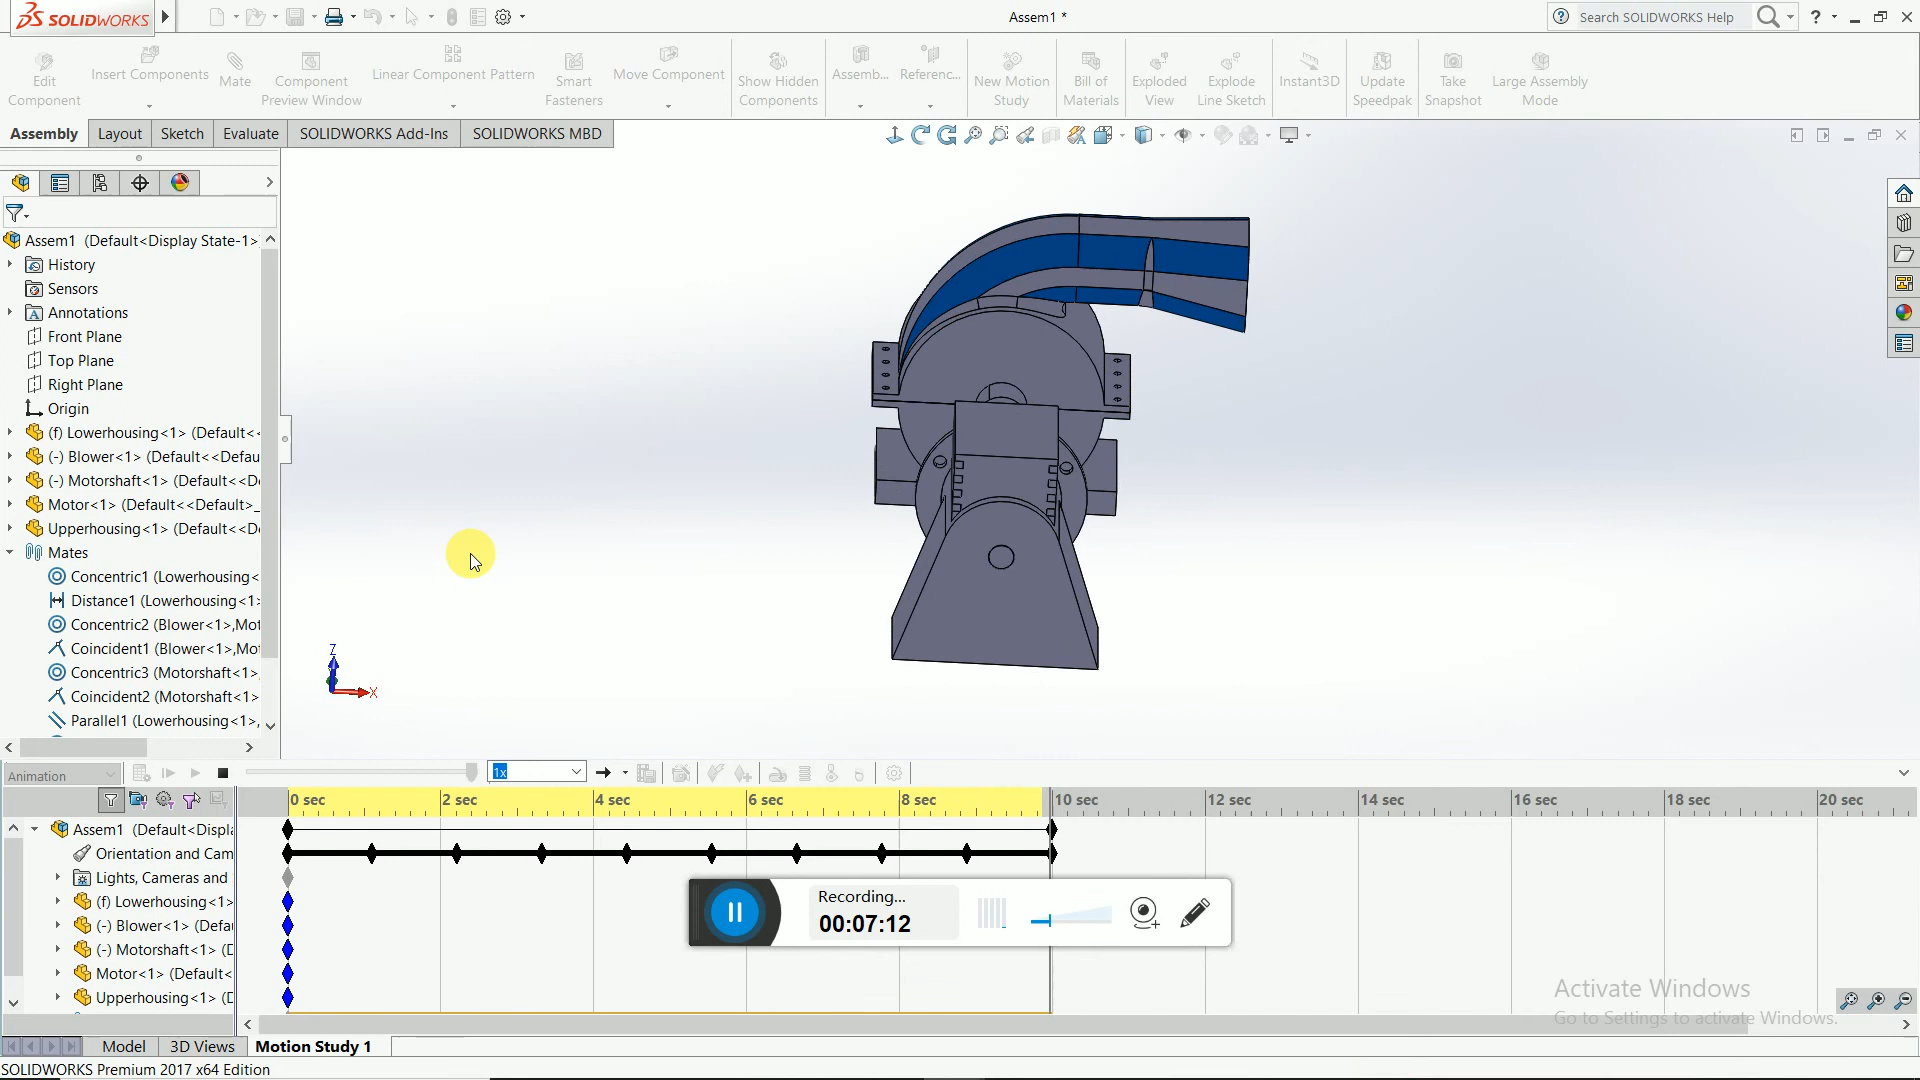 SOLIDWORKS
Assem1 *
Search SOLIDWORKS Help
Edit Component
Insert Components
Mate
Component Preview Window
Linear Component Pattern
Smart Fasteners
Move Component
Show Hidden Components
Assemb...
Referenc...
New Motion Study
Bill of Materials
Exploded View
Explode Line Sketch
Instant3D
Update Speedpak
Take Snapshot
Large Assembly Mode
Assembly
Layout
Sketch
Evaluate
SOLIDWORKS Add-Ins
SOLIDWORKS MBD
Assem1 (Default<Display State-1>
History
Sensors
Annotations
Front Plane
Top Plane
Right Plane
Origin
(f) Lowerhousing<1> (Default<<
(-) Blower<1> (Default<<Defau
(-) Motorshaft<1> (Default<<De
Motor<1> (Default<<Default>_
Upperhousing<1> (Default<<De
Mates
Concentric1 (Lowerhousing<
Distance1 (Lowerhousing<1>
Concentric2 (Blower<1>,Mot
Coincident1 (Blower<1>,Mot
Concentric3 (Motorshaft<1>,
Coincident2 (Motorshaft<1>
Parallel1 (Lowerhousing<1>,
Z
X
Animation
1x
0 sec
2 sec
4 sec
6 sec
8 sec
10 sec
12 sec
14 sec
16 sec
18 sec
20 sec
Assem1 (Default<Displa
Orientation and Cam
Lights, Cameras and
(f) Lowerhousing<1>
(-) Blower<1> (Defau
(-) Motorshaft<1> (D
Motor<1> (Default<
Upperhousing<1> (D
Recording...
00:07:12
Activate Windows
Go to Settings to activate Windows.
Model
3D Views
Motion Study 1
SOLIDWORKS Premium 2017 x64 Edition